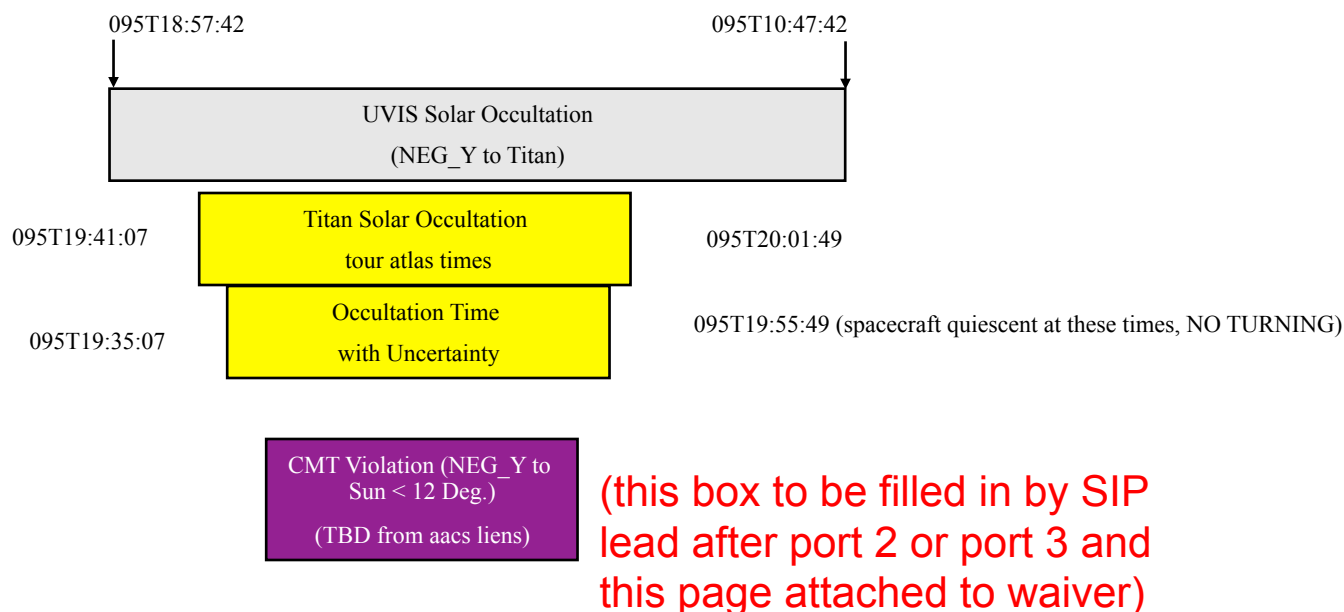 095T18:57:42
095T10:47:42
UVIS Solar Occultation
(NEG_Y to Titan)
095T19:41:07
Titan Solar Occultation
tour atlas times
095T20:01:49
095T19:35:07
Occultation Time
with Uncertainty
095T19:55:49 (spacecraft quiescent at these times, NO TURNING)
CMT Violation (NEG_Y to
Sun < 12 Deg.)
(TBD from aacs liens)
(this box to be filled in by SIP
lead after port 2 or port 3 and
this page attached to waiver)